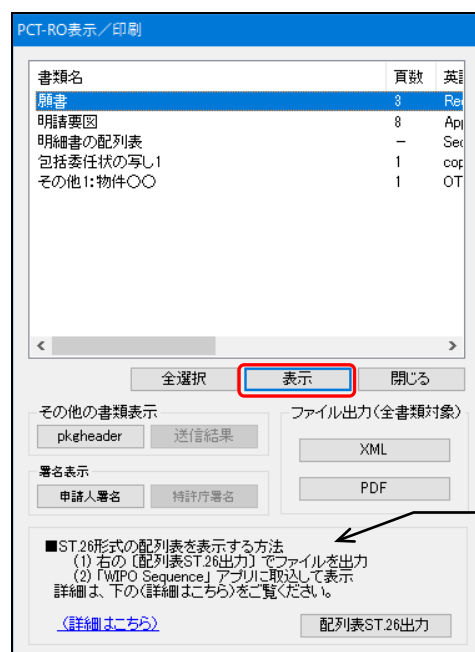 PCT-RO表示／印刷
書類名 頁数 英
願書 3 Re
明請要図 8 Ap
明細書の配列表 − Se
包括委任状の写し1 1 cop
その他1:物件〇〇 1 OT
全選択 表示 閉じる
その他の書類表示 ファイル出力(全書類対象)
pkgheader 送信結果 XML
署名表示
申請人署名 特許庁署名 PDF
■ST.26形式の配列表を表示する方法
(1) 右の〔配列表ST.26出力〕でファイルを出力
(2) 「WIPO Sequence」アプリに取込して表示
詳細は、下の(詳細はこちら)をご覧ください。
(詳細はこちら) 配列表ST.26出力